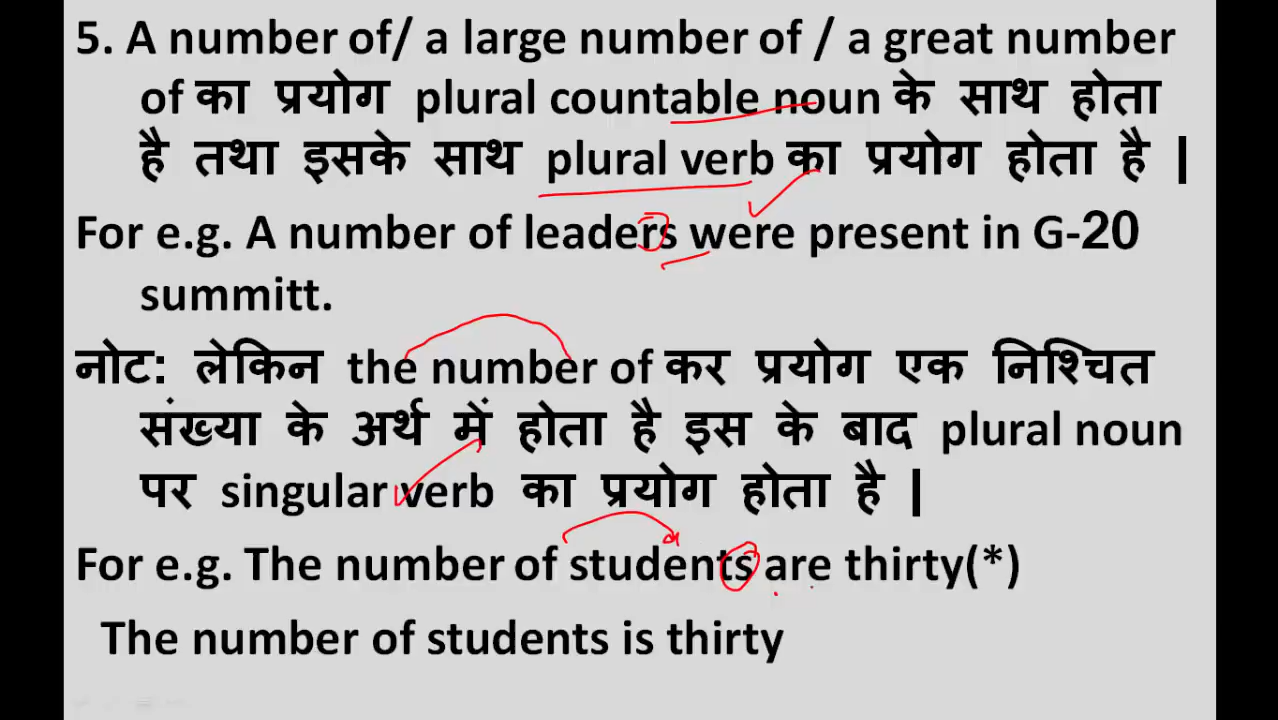 5. A number of/ a large number of / a great number
of का प्रयोग plural countable noun के साथ होता
है तथा इसके साथ plural verb का प्रयोग होता है |
For e.g. A number of leaders were present in G-20
summitt.
नोट: लेकिन the number of कर प्रयोग एक निश्चित
संख्या के अर्थ में होता है इस के बाद plural noun
पर singular verb का प्रयोग होता है |
For e.g. The number of students are thirty(*)
The number of students is thirty